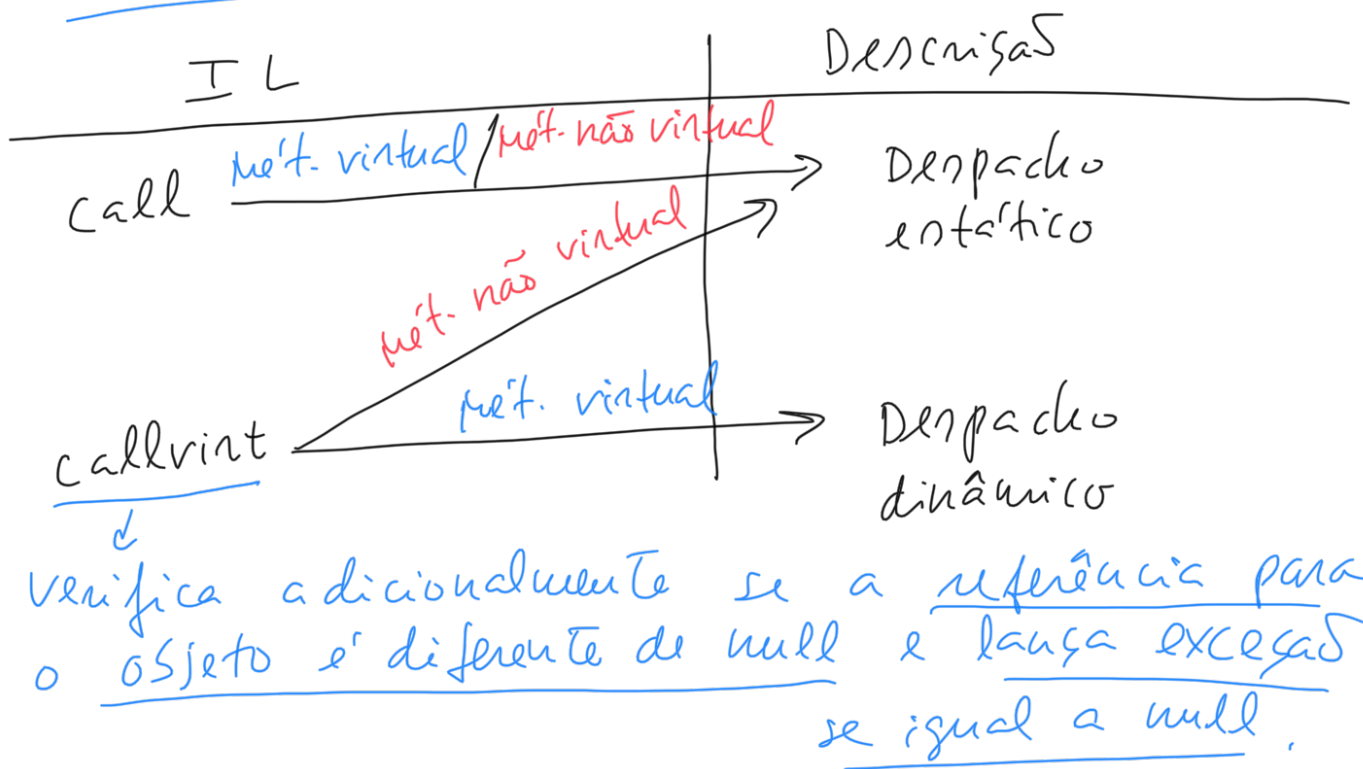 IL Descrição
Mét. virtual / Mét. não virtual
call Despacho estático
Mét. não virtual
Mét. virtual
callvirt Despacho dinâmico
verifica adicionalmente se a referência para
o objeto é diferente de null e lança exceção
se igual a null.